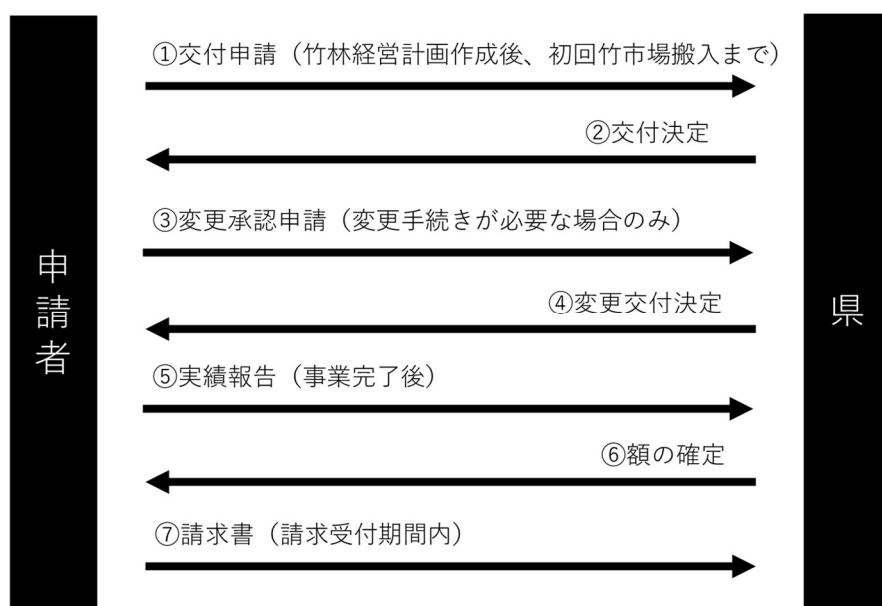 ①交付申請（竹林経営計画作成後、初回竹市場搬入まで）
②交付決定
③変更承認申請（変更手続きが必要な場合のみ）
④変更交付決定
⑤実績報告（事業完了後）
⑥額の確定
⑦請求書（請求受付期間内）
申請者
県